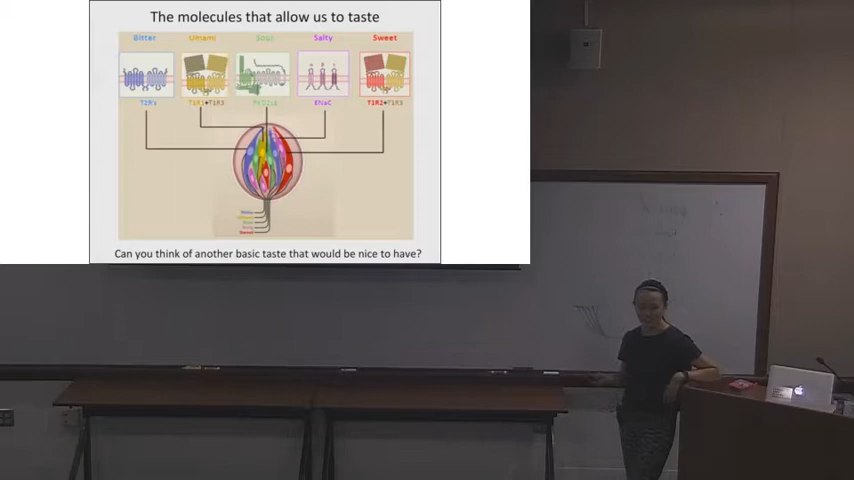 The molecules that allow us to taste
Bitter Umami Sour Salty Sweet
T2Rs T1R1+T1R3 PKD2L1 ENaC T1R2+T1R3
Can you think of another basic taste that would be nice to have?